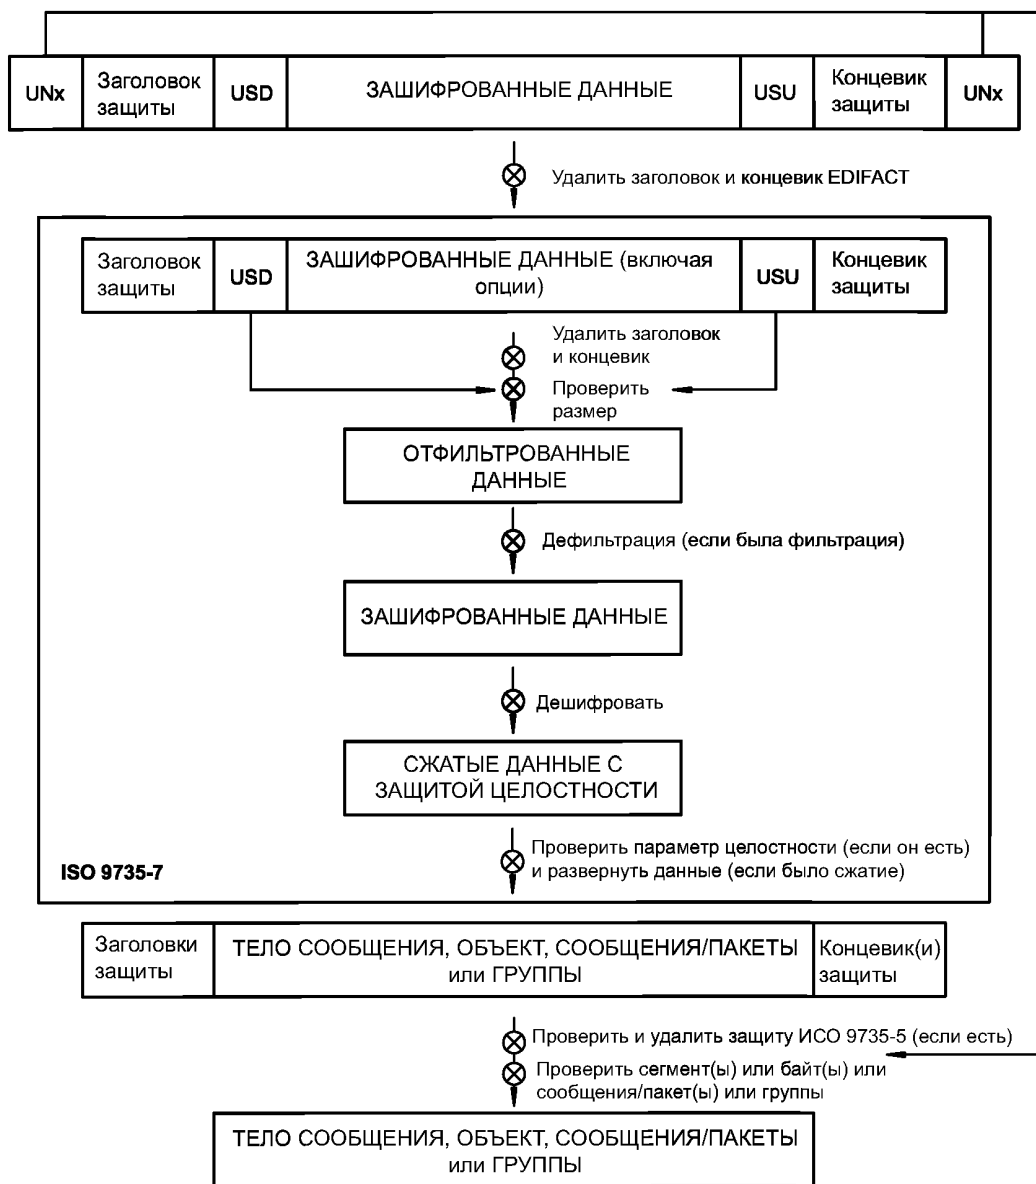 UNx
Заголовок
защиты
USD
ЗАШИФРОВАННЫЕ ДАННЫЕ
USU
Концевик
защиты
UNx
Удалить заголовок и концевик EDIFACT
Заголовок
защиты
USD
ЗАШИФРОВАННЫЕ ДАННЫЕ (включая
опции)
USU
Концевик
защиты
Удалить заголовок
и концевик
Проверить
размер
ОТФИЛЬТРОВАННЫЕ
ДАННЫЕ
Дефильтрация (если была фильтрация)
ЗАШИФРОВАННЫЕ ДАННЫЕ
Дешифровать
СЖАТЫЕ ДАННЫЕ С
ЗАЩИТОЙ ЦЕЛОСТНОСТИ
Проверить параметр целостности (если он есть)
и развернуть данные (если было сжатие)
ISO 9735-7
Заголовки
защиты
ТЕЛО СООБЩЕНИЯ, ОБЪЕКТ, СООБЩЕНИЯ/ПАКЕТЫ
или ГРУППЫ
Концевик(и)
защиты
Проверить и удалить защиту ИСО 9735-5 (если есть)
Проверить сегмент(ы) или байт(ы) или
сообщения/пакет(ы) или группы
ТЕЛО СООБЩЕНИЯ, ОБЪЕКТ, СООБЩЕНИЯ/ПАКЕТЫ
или ГРУППЫ